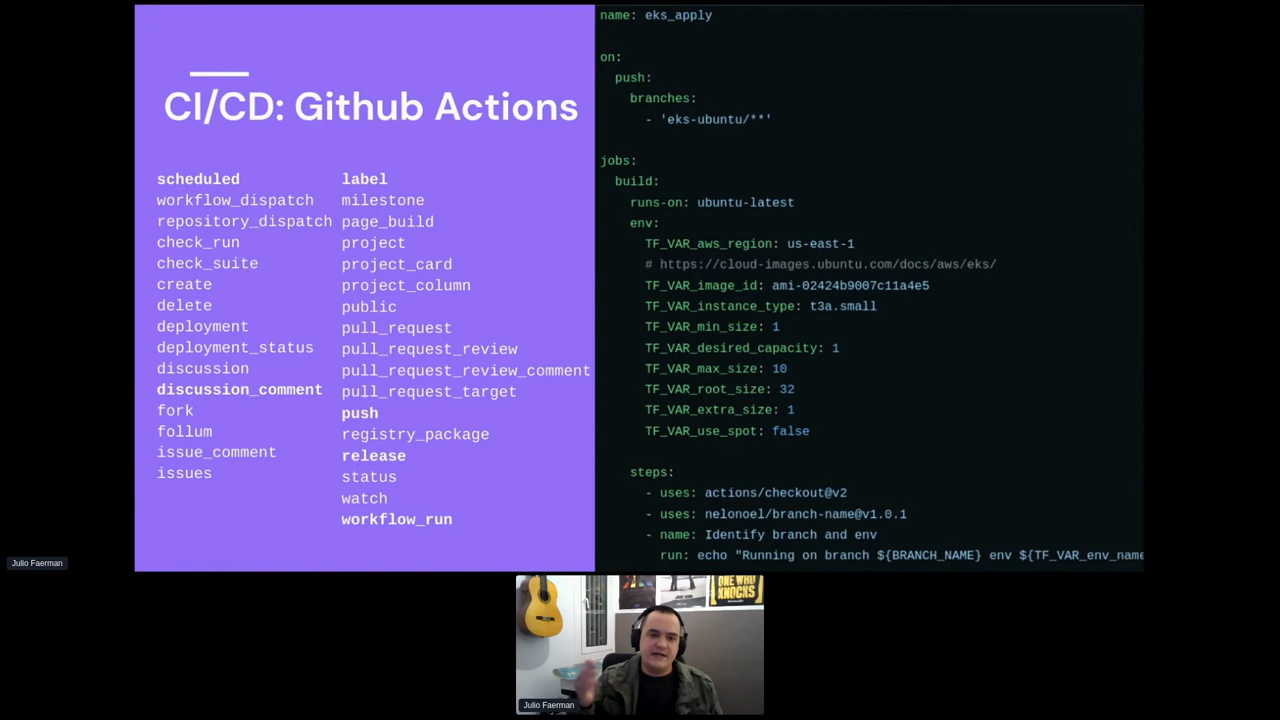 CI/CD: Github Actions
scheduled
workflow_dispatch
repository_dispatch
check_run
check_suite
create
delete
deployment
deployment_status
discussion
discussion_comment
fork
follum
issue_comment
issues
label
milestone
page_build
project
project_card
project_column
public
pull_request
pull_request_review
pull_request_review_comment
pull_request_target
push
registry_package
release
status
watch
workflow_run
name: eks_apply
on:
push:
branches:
- 'eks-ubuntu/**'
jobs:
build:
runs-on: ubuntu-latest
env:
TF_VAR_aws_region: us-east-1
# https://cloud-images.ubuntu.com/docs/aws/eks/
TF_VAR_image_id: ami-02424b9007c11a4e5
TF_VAR_instance_type: t3a.small
TF_VAR_min_size: 1
TF_VAR_desired_capacity: 1
TF_VAR_max_size: 10
TF_VAR_root_size: 32
TF_VAR_extra_size: 1
TF_VAR_use_spot: false
steps:
- uses: actions/checkout@v2
- uses: nelonoel/branch-name@v1.0.1
- name: Identify branch and env
run: echo "Running on branch ${BRANCH_NAME} env ${TF_VAR_env_name
Julio Faerman
ONE WHO
KNOCKS
Julio Faerman